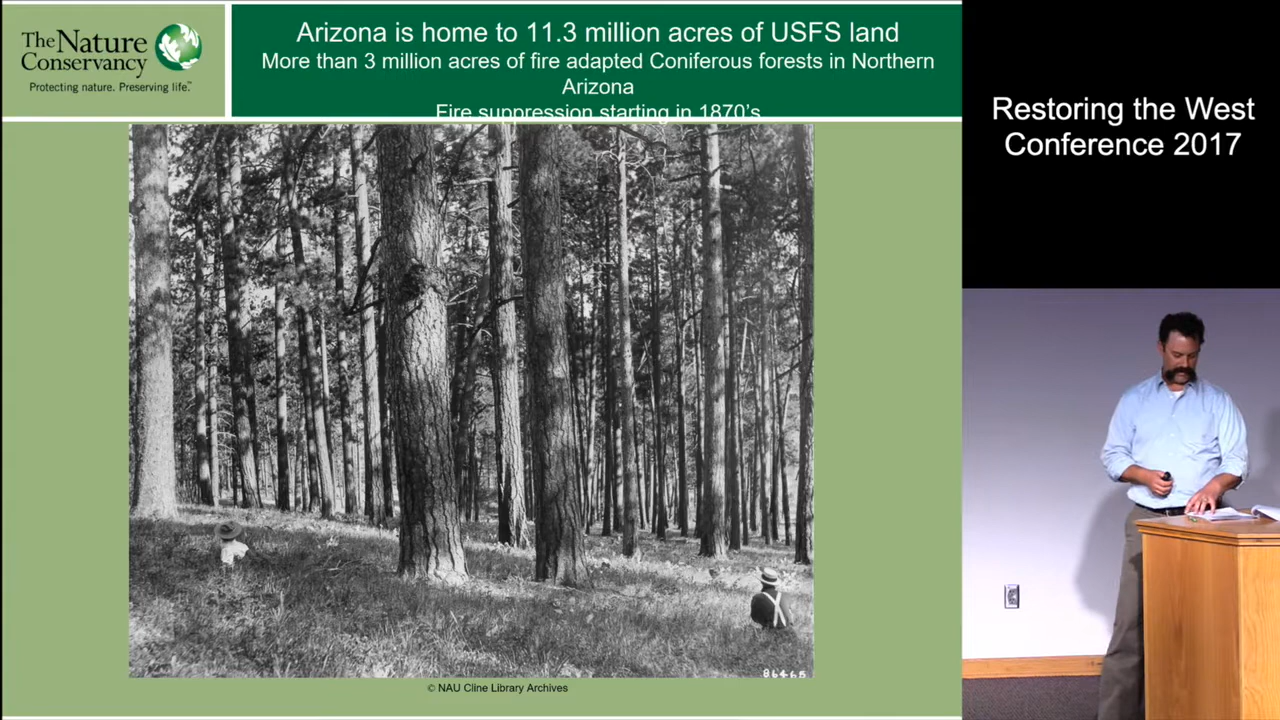 The Nature
Conservancy
Protecting nature. Preserving life.™
Arizona is home to 11.3 million acres of USFS land
More than 3 million acres of fire adapted Coniferous forests in Northern
Arizona
Fire suppression starting in 1870's
86465
© NAU Cline Library Archives
Restoring the West
Conference 2017